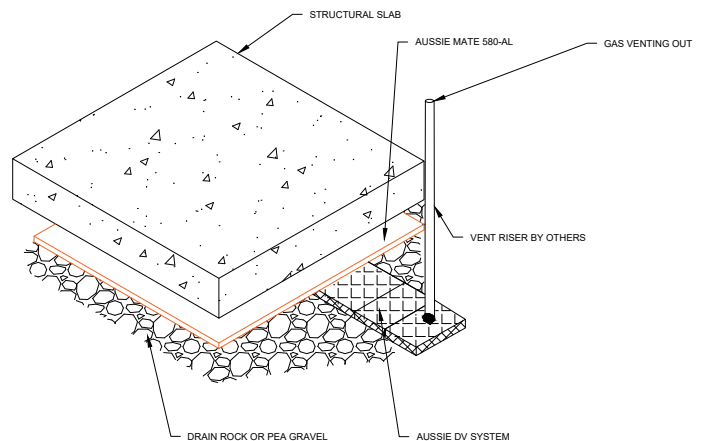 STRUCTURAL SLAB
AUSSIE MATE 580-AL
GAS VENTING OUT
VENT RISER BY OTHERS
DRAIN ROCK OR PEA GRAVEL
AUSSIE DV SYSTEM